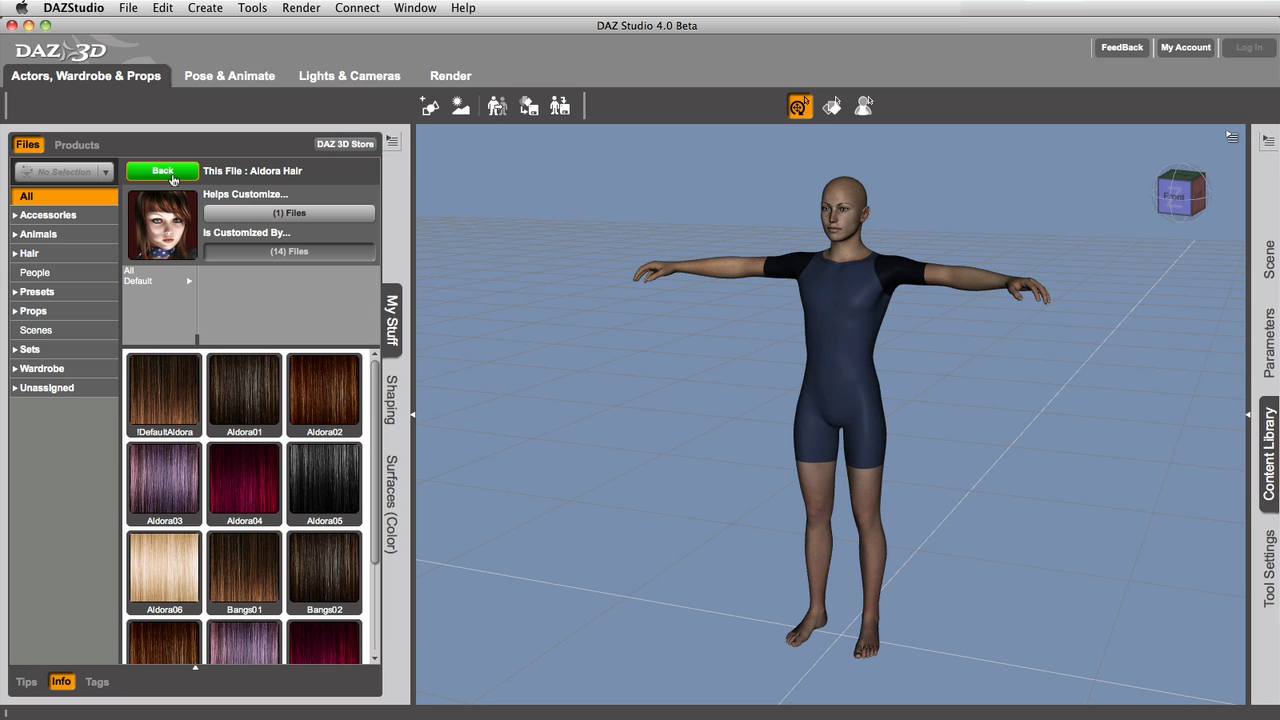 DAZStudio File Edit Create Tools Render Connect Window Help
DAZ Studio 4.0 Beta
DAZ 3D
FeedBack My Account Log In
Actors, Wardrobe & Props Pose & Animate Lights & Cameras Render
Files Products DAZ 3D Store
No Selection
Back This File : Aldora Hair
All
Accessories
Animals
Hair
People
Presets
Props
Scenes
Sets
Wardrobe
Unassigned
Helps Customize...
(1) Files
Is Customized By...
(14) Files
All
Default
!DefaultAldora Aldora01 Aldora02
Aldora03 Aldora04 Aldora05
Aldora06 Bangs01 Bangs02
Tips Info Tags
My Stuff
Shaping
Surfaces (Color)
Front
Scene
Parameters
Content Library
Tool Settings